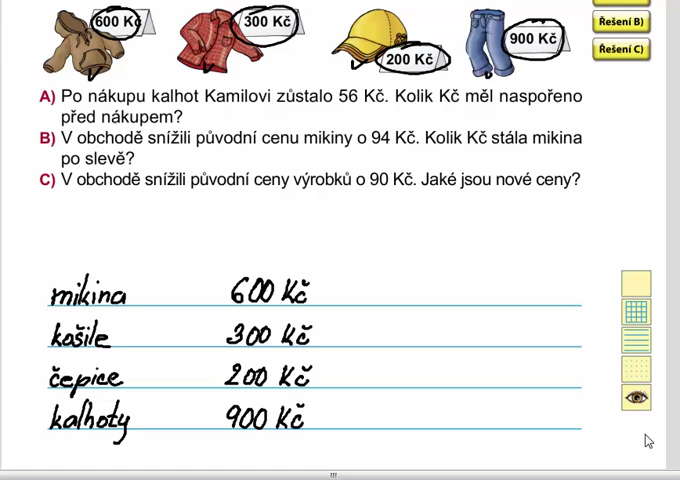 600 Kč
300 Kč
200 Kč
900 Kč
Řešení B)
Řešení C)
A) Po nákupu kalhot Kamilovi zůstalo 56 Kč. Kolik Kč měl naspořeno
před nákupem?
B) V obchodě snížili původní cenu mikiny o 94 Kč. Kolik Kč stála mikina
po slevě?
C) V obchodě snížili původní ceny výrobků o 90 Kč. Jaké jsou nové ceny?
mikina 600 Kč
košile 300 Kč
čepice 200 Kč
kalhoty 900 Kč